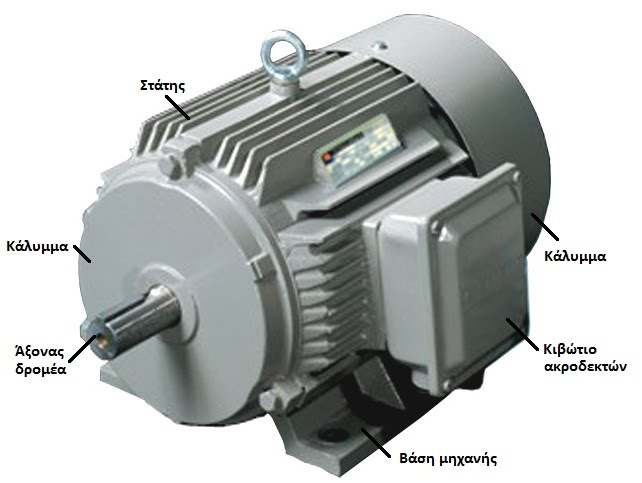 Στάτης
Κάλυμμα
Κάλυμμα
Άξονας
δρομέα
Κιβώτιο
ακροδεκτών
Βάση μηχανής